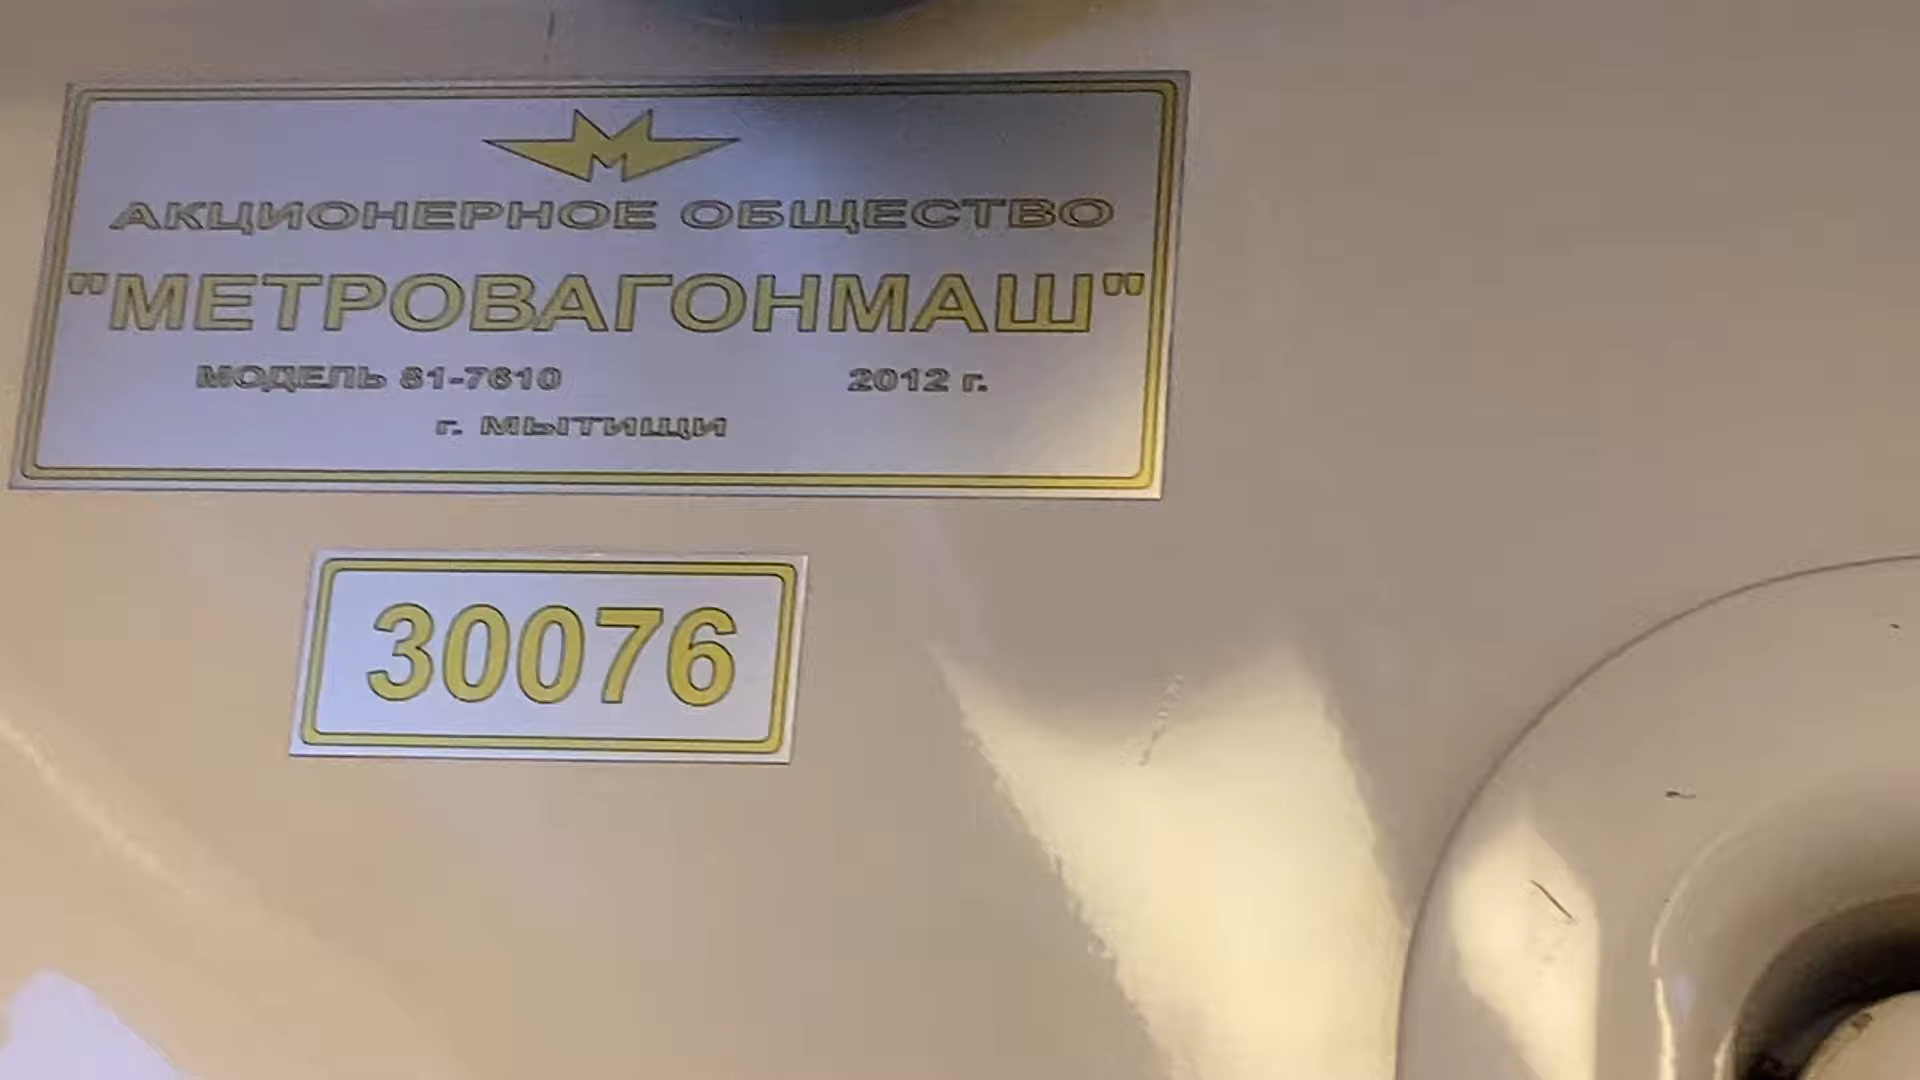 АКЦИОНЕРНОЕ ОБЩЕСТВО
"МЕТРОВАГОНМАШ"
МОДЕЛЬ 81-7610 2012 г.
г. МЫТИЩИ
30076